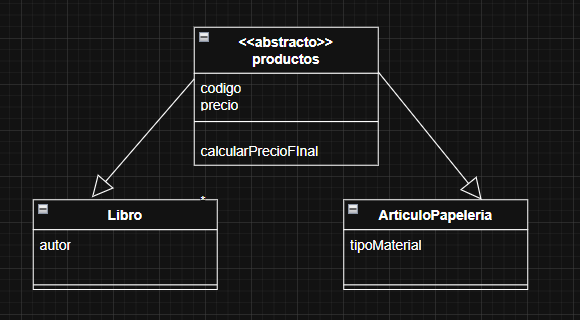 <<abstracto>>
productos
codigo
precio
calcularPrecioFInal
Libro
autor
ArticuloPapeleria
tipoMaterial